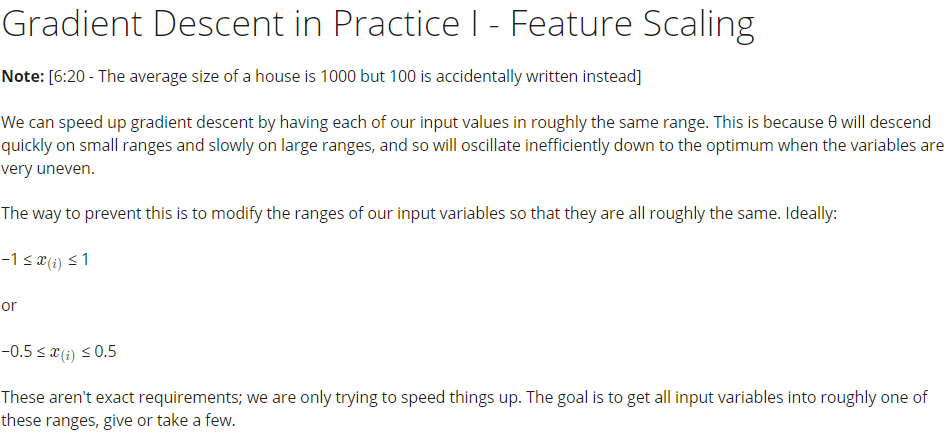 Gradient Descent in Practice I - Feature Scaling
Note: [6:20 - The average size of a house is 1000 but 100 is accidentally written instead]
We can speed up gradient descent by having each of our input values in roughly the same range. This is because θ will descend
quickly on small ranges and slowly on large ranges, and so will oscillate inefficiently down to the optimum when the variables are
very uneven.
The way to prevent this is to modify the ranges of our input variables so that they are all roughly the same. Ideally:
−1 ≤ x(i) ≤ 1
or
−0.5 ≤ x(i) ≤ 0.5
These aren't exact requirements; we are only trying to speed things up. The goal is to get all input variables into roughly one of
these ranges, give or take a few.